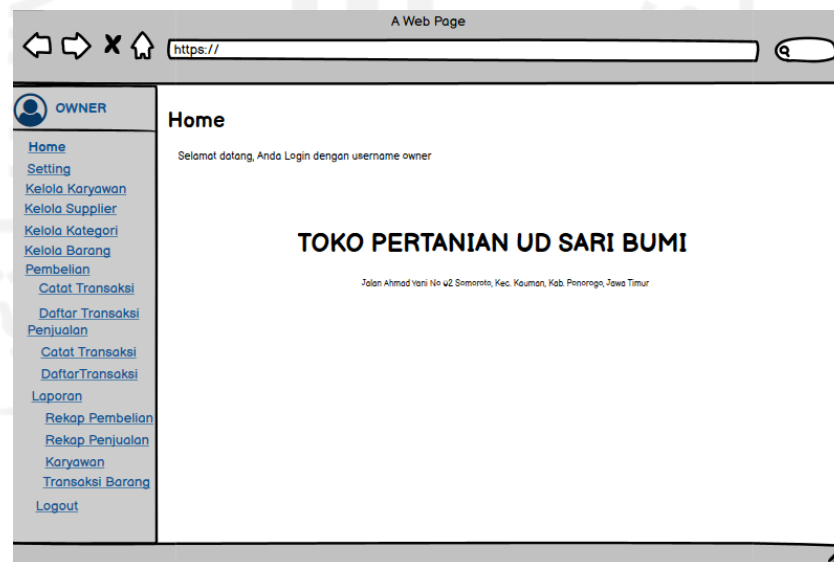 A Web Page
https://
OWNER
Home
Setting
Kelola Karyawan
Kelola Supplier
Kelola Kategori
Kelola Barang
Pembelian
Catat Transaksi
Daftar Transaksi
Penjualan
Catat Transaksi
DaftarTransaksi
Laporan
Rekap Pembelian
Rekap Penjualan
Karyawan
Transaksi Barang
Logout
Home
Selamat datang, Anda Login dengan username owner
TOKO PERTANIAN UD SARI BUMI
Jalan Ahmad Yani No 42 Somoroto, Kec. Kauman, Kab. Ponorogo, Jawa Timur